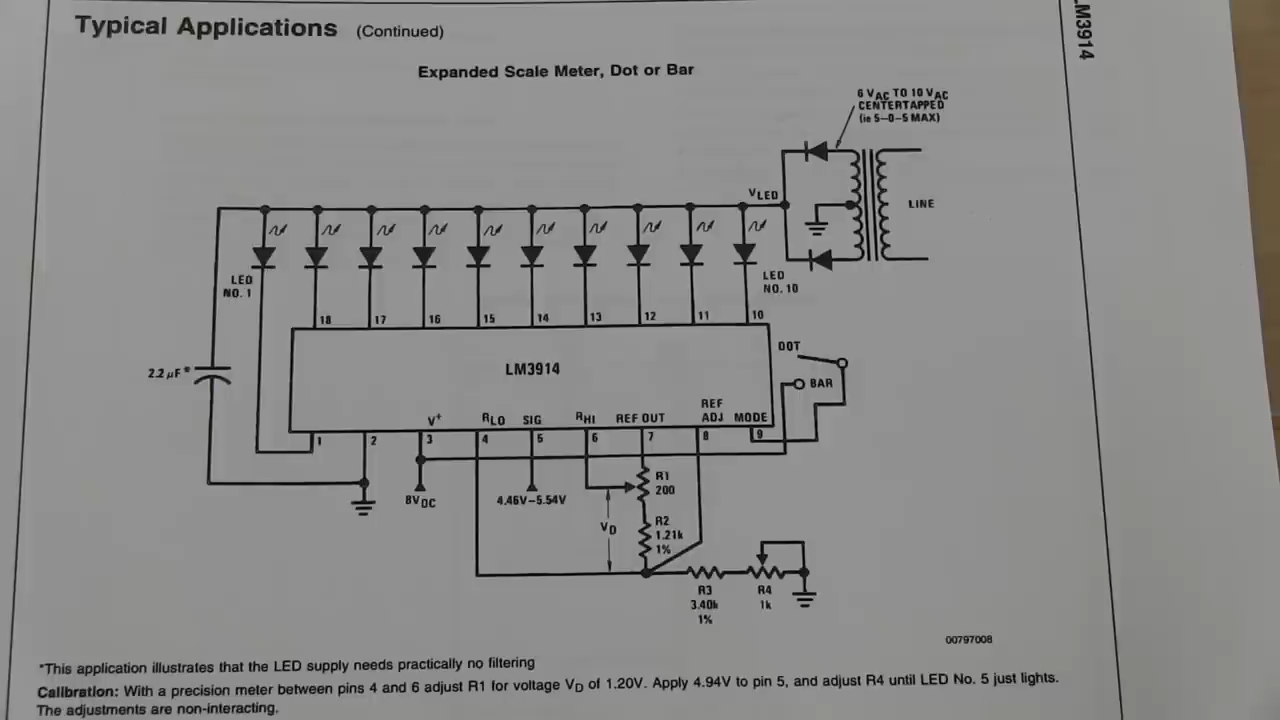 Typical Applications (Continued)
LM3914
Expanded Scale Meter, Dot or Bar
6 VAC TO 10 VAC
CENTERTAPPED
(ie 5-0-5 MAX)
VLED
LINE
LED
NO. 1
LED
NO. 10
18 17 16 15 14 13 12 11 10
DOT
2.2 µF*
LM3914
BAR
V+ RLO SIG RHI REF OUT REF ADJ MODE
1 2 3 4 5 6 7 8 9
8VDC
4.46V–5.54V
R1
200
VD
R2
1.21k
1%
R3
3.40k
1%
R4
1k
00797008
*This application illustrates that the LED supply needs practically no filtering
Calibration: With a precision meter between pins 4 and 6 adjust R1 for voltage VD of 1.20V. Apply 4.94V to pin 5, and adjust R4 until LED No. 5 just lights.
The adjustments are non-interacting.